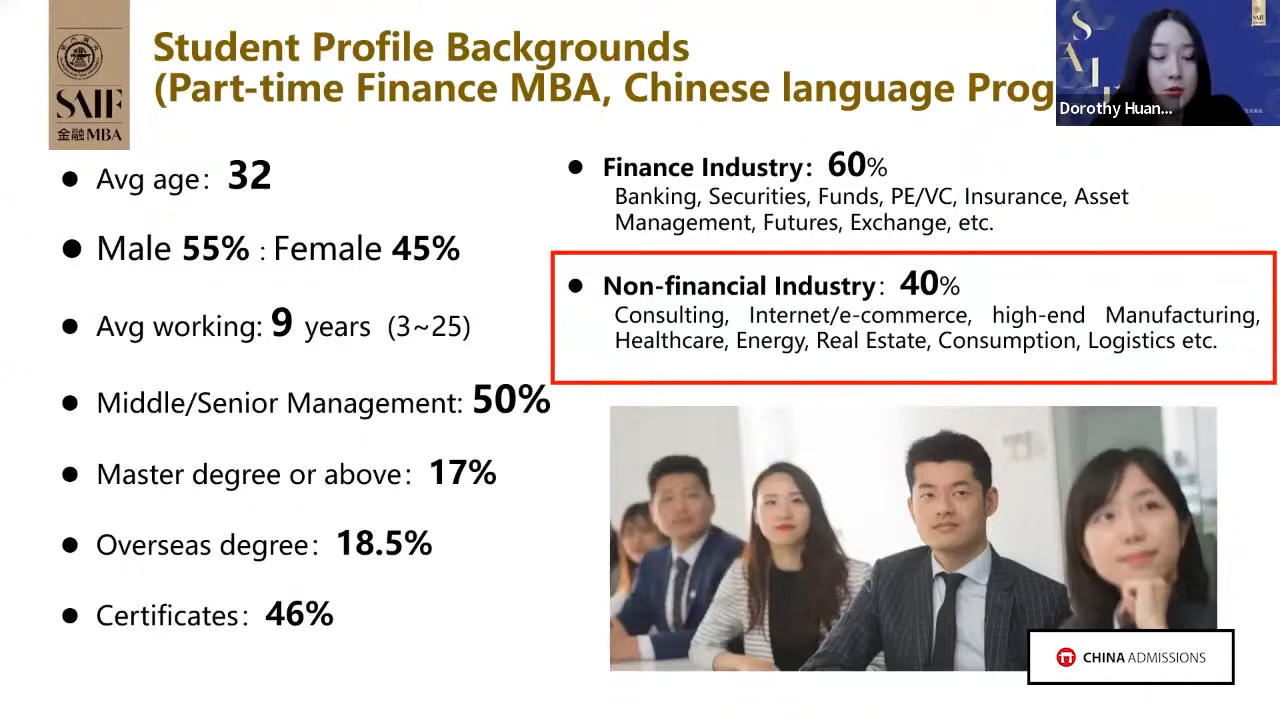 SAIF
金融MBA
Student Profile Backgrounds
(Part-time Finance MBA, Chinese language Prog
Dorothy Huan...
● Avg age: 32
● Male 55% : Female 45%
● Avg working: 9 years (3~25)
● Middle/Senior Management: 50%
● Master degree or above: 17%
● Overseas degree: 18.5%
● Certificates: 46%
● Finance Industry: 60%
Banking, Securities, Funds, PE/VC, Insurance, Asset
Management, Futures, Exchange, etc.
● Non-financial Industry: 40%
Consulting, Internet/e-commerce, high-end Manufacturing,
Healthcare, Energy, Real Estate, Consumption, Logistics etc.
CHINA ADMISSIONS